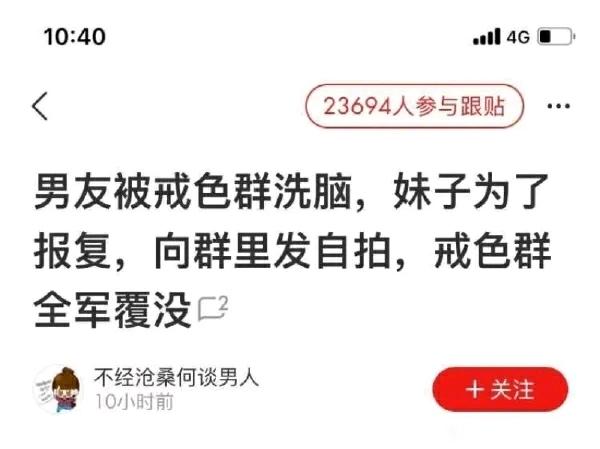 10:40 4G
23694人参与跟贴
男友被戒色群洗脑，妹子为了
报复，向群里发自拍，戒色群
全军覆没 2
不经沧桑何谈男人
10小时前
+关注